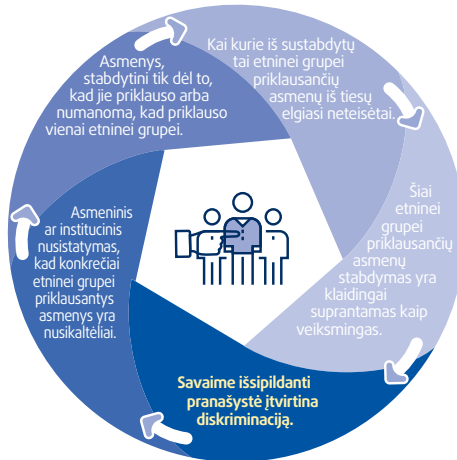 Asmenys,
stabdytini tik dėl to,
kad jie priklauso arba
numanoma, kad priklauso
vienai etninei grupei.
Kai kurie iš sustabdytų
tai etninei grupei
priklausančių
asmenų iš tiesų
elgiasi neteisėtai.
Šiai
etninei
grupei
priklausančių
asmenų
stabdymas yra
klaidingai
suprantamas kaip
veiksmingas.
Savaime išsipildanti
pranašystė įtvirtina
diskriminaciją.
Asmeninis
ar institucinis
nusistatymas,
kad konkrečiai
etninei grupei
priklausantys
asmenys yra
nusikaltėliai.